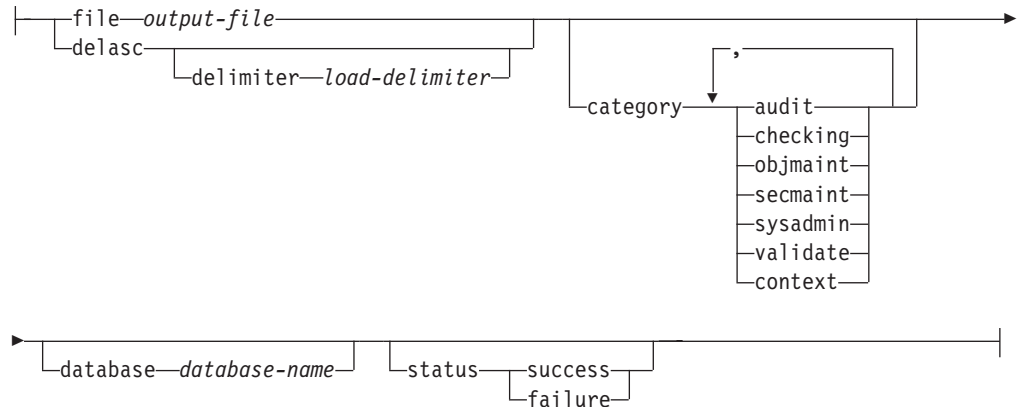 file output-file
delasc
delimiter load-delimiter
,
category audit
checking
objmaint
secmaint
sysadmin
validate
context
database database-name status success
failure